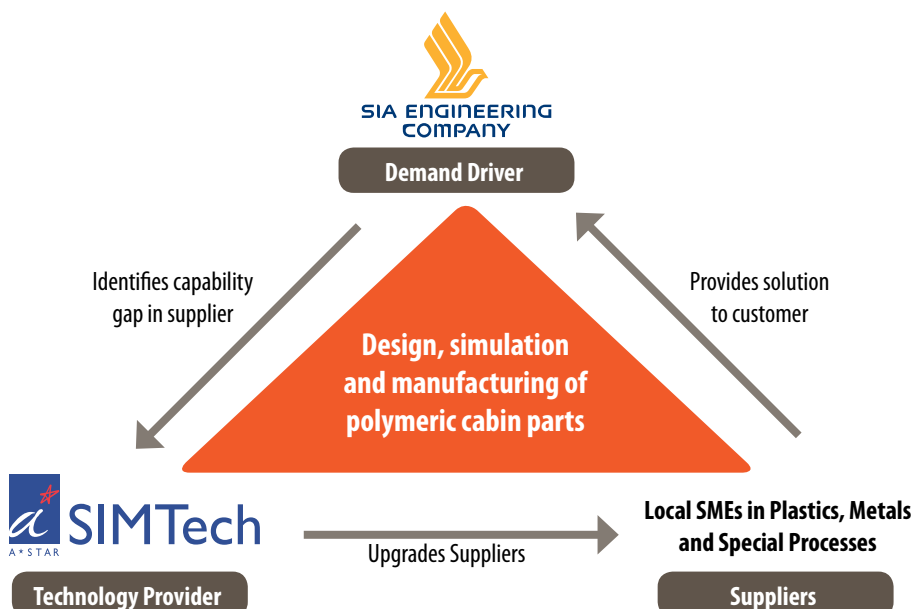 SIA ENGINEERING
COMPANY
Demand Driver
Identifies capability
gap in supplier
Provides solution
to customer
Design, simulation
and manufacturing of
polymeric cabin parts
a
A*STAR
SIMTech
Upgrades Suppliers
Local SMEs in Plastics, Metals
and Special Processes
Technology Provider
Suppliers